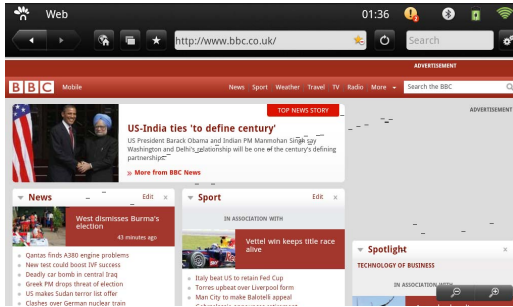 Web
01:36
http://www.bbc.co.uk/
Search
ADVERTISEMENT
BBC
Mobile
News Sport Weather Travel TV Radio More
Search the BBC
ADVERTISEMENT
TOP NEWS STORY
US-India ties 'to define century'
US President Barack Obama and Indian PM Manmohan Singh say
Washington and Delhi's relationship will be one of the century's defining
partnerships.
More from BBC News
News
Edit
West dismisses Burma's
election
43 minutes ago
Qantas finds A380 engine problems
New test could boost IVF success
Deadly car bomb in central Iraq
Greek PM drops threat of election
US makes Sudan terror list offer
Clashes over German nuclear train
Sport
Edit
IN ASSOCIATION WITH
Vettel win keeps title race
alive
Italy beat US to retain Fed Cup
Torres upbeat over Liverpool form
Man City to make Balotelli appeal
Spotlight
TECHNOLOGY OF BUSINESS
IN ASSOCIATION WITH